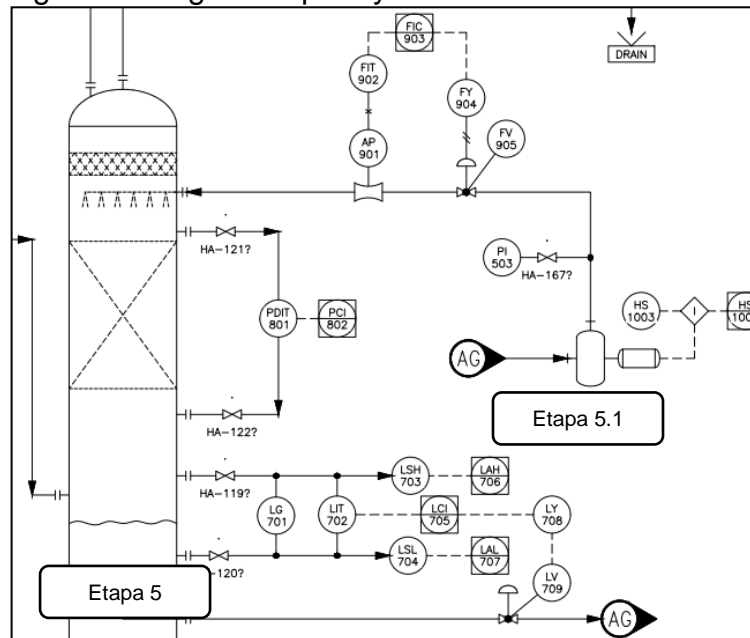 FIC
903
FIT
902
FY
904
DRAIN
AP
901
FV
905
HA-121?
PI
503
HA-167?
PDIT
801
PCI
802
HS
1003
HS
AG
Etapa 5.1
HA-122?
HA-119?
LSH
703
LAH
706
LG
701
LIT
702
LCI
705
LY
708
LSL
704
LAL
707
-120?
Etapa 5
LV
709
AG